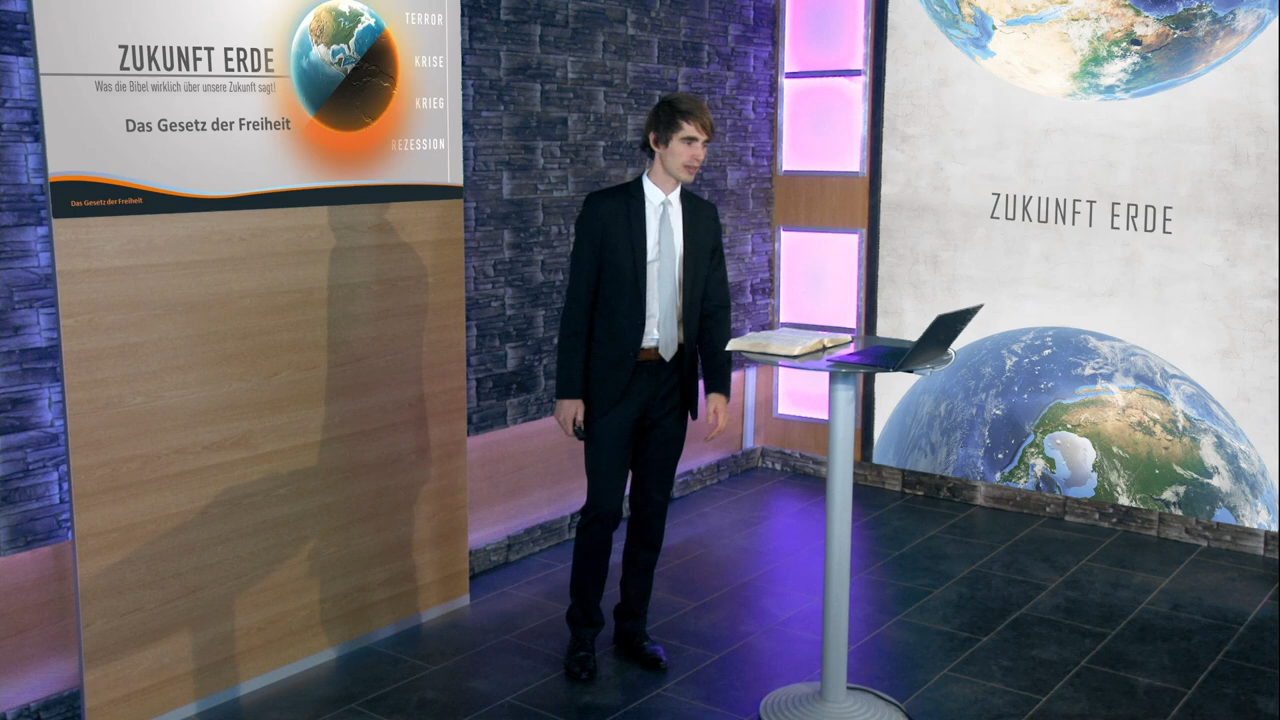 ZUKUNFT ERDE
Was die Bibel wirklich über unsere Zukunft sagt!
Das Gesetz der Freiheit
TERROR
KRISE
KRIEG
REZESSION
Das Gesetz der Freiheit
ZUKUNFT ERDE